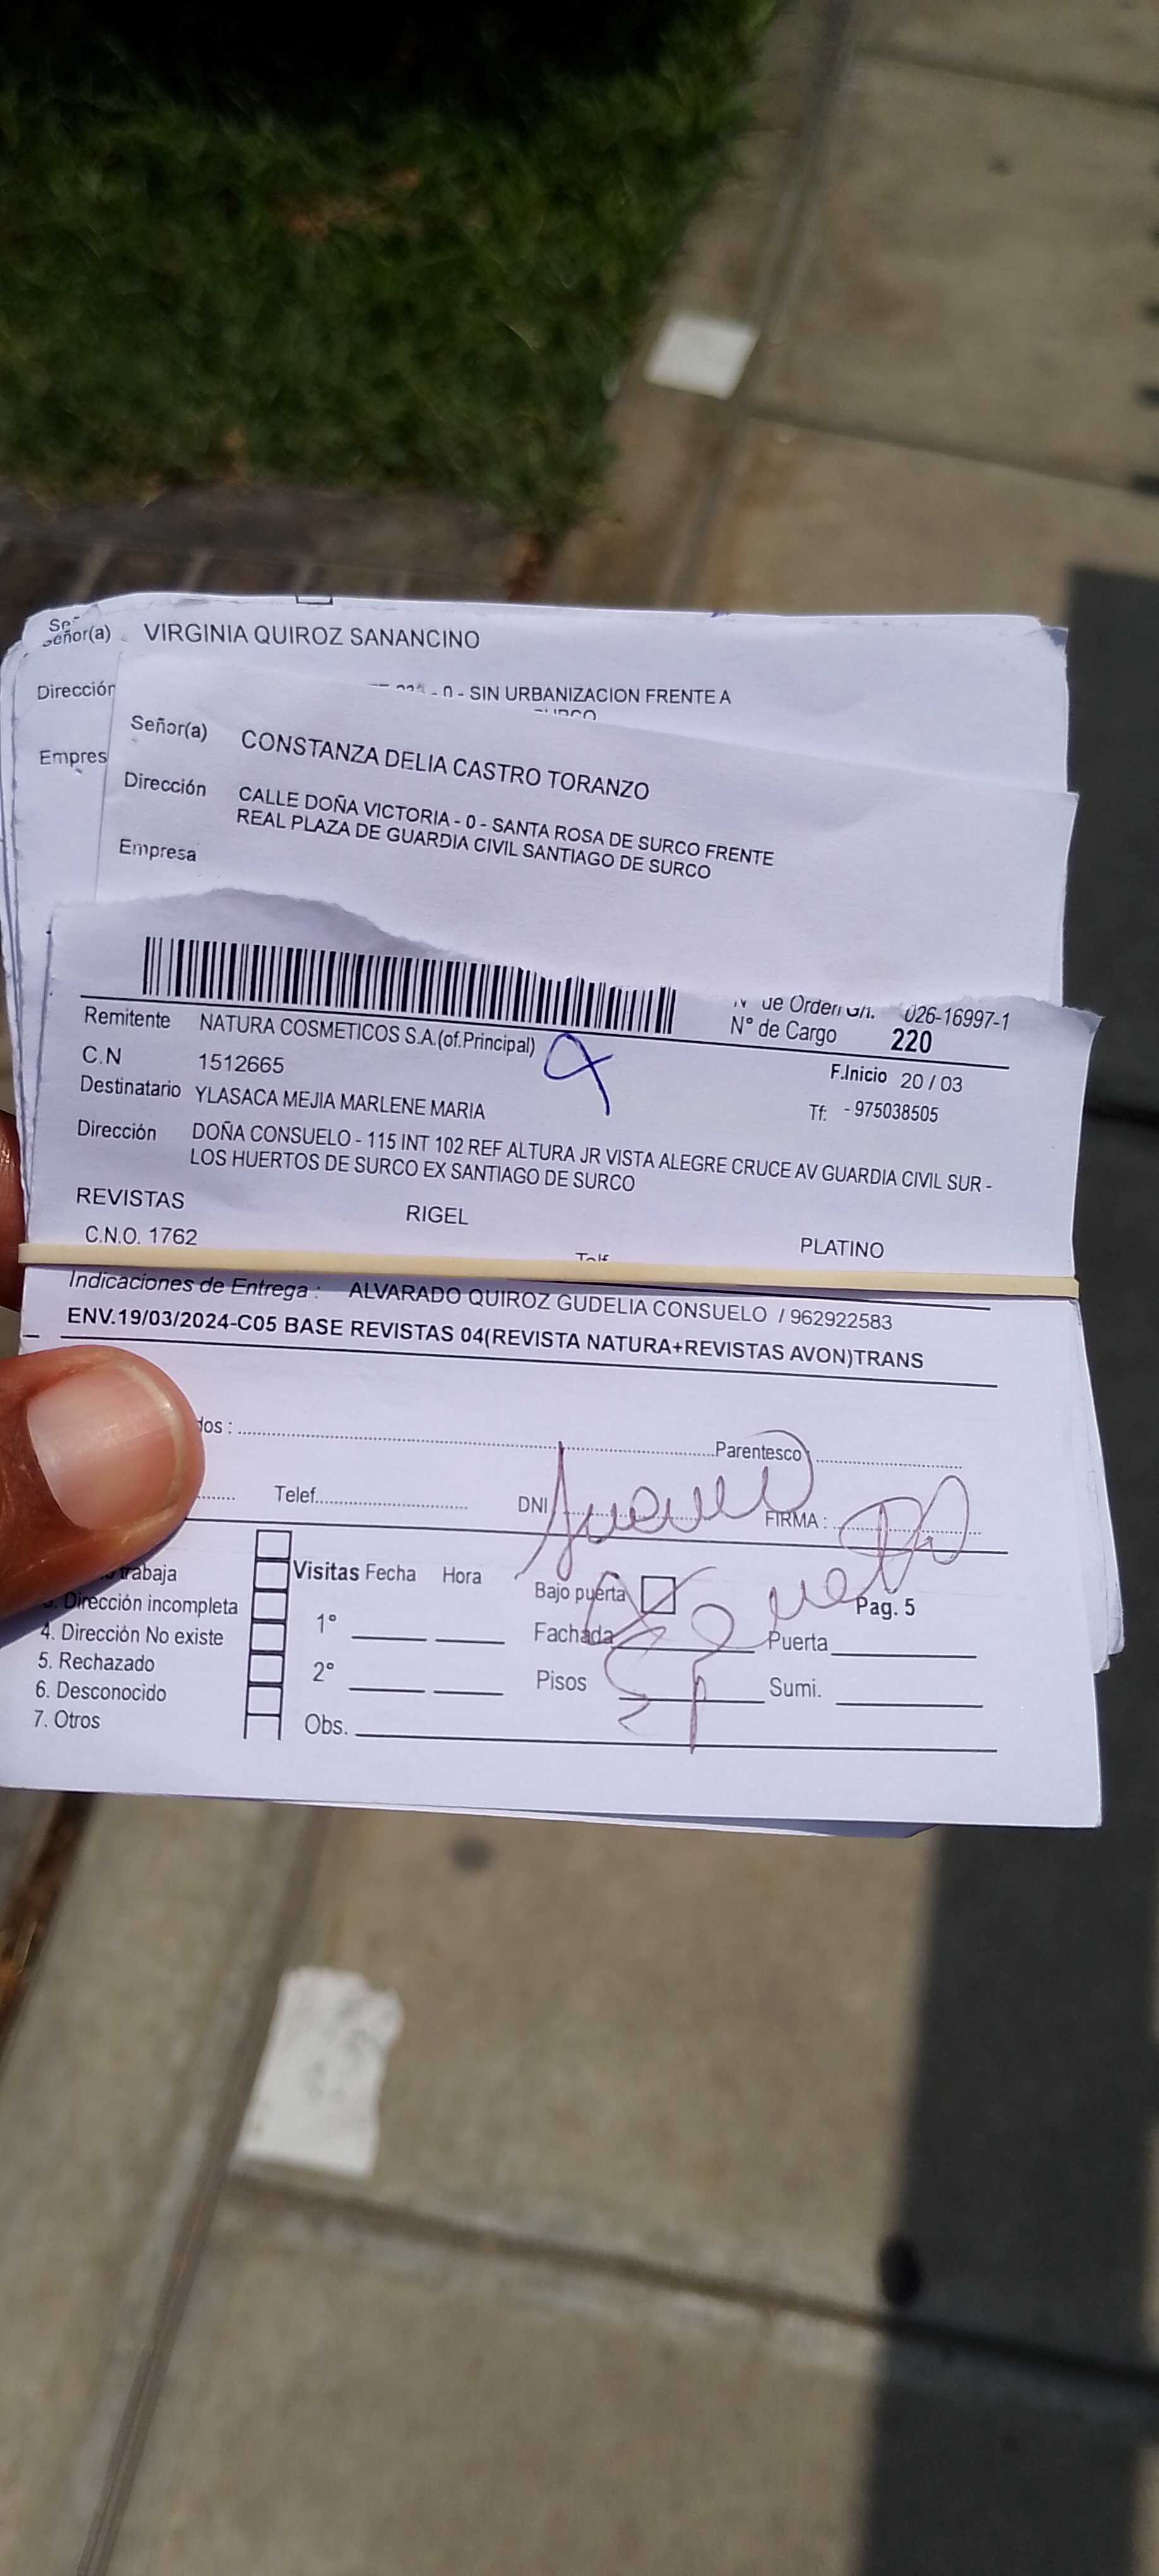 Señor(a) VIRGINIA QUIROZ SANANCINO
Dirección - 0 - SIN URBANIZACION FRENTE A
Señor(a) CONSTANZA DELIA CASTRO TORANZO
Dirección CALLE DOÑA VICTORIA - 0 - SANTA ROSA DE SURCO FRENTE
REAL PLAZA DE GUARDIA CIVIL SANTIAGO DE SURCO
Empresa
N° de Orden G/r. 026-16997-1
N° de Cargo 220
Remitente NATURA COSMETICOS S.A.(of.Principal)
F.Inicio 20 / 03
C.N 1512665
Tf: - 975038505
Destinatario YLASACA MEJIA MARLENE MARIA
Dirección DOÑA CONSUELO - 115 INT 102 REF ALTURA JR VISTA ALEGRE CRUCE AV GUARDIA CIVIL SUR -
LOS HUERTOS DE SURCO EX SANTIAGO DE SURCO
REVISTAS RIGEL PLATINO
C.N.O. 1762
Indicaciones de Entrega : ALVARADO QUIROZ GUDELIA CONSUELO / 962922583
ENV.19/03/2024-C05 BASE REVISTAS 04(REVISTA NATURA+REVISTAS AVON)TRANS
Parentesco
Telef. DNI FIRMA :
trabaja Visitas Fecha Hora Bajo puerta Pag. 5
3. Dirección incompleta
4. Dirección No existe 1° Fachada Puerta
5. Rechazado 2° Pisos Sumi.
6. Desconocido
7. Otros Obs.